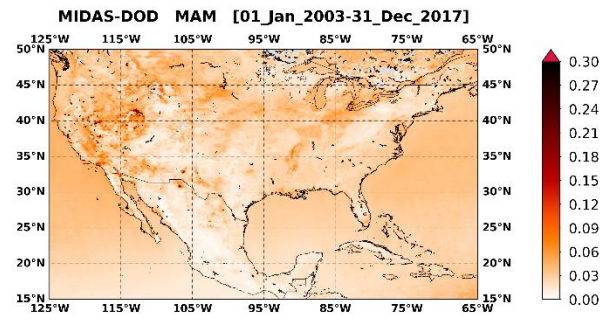 MIDAS-DOD MAM [01_Jan_2003-31_Dec_2017]
125°W 115°W 105°W 95°W 85°W 75°W 65°W
50°N 50°N 0.30
45°N 45°N 0.27
40°N 40°N 0.24
35°N 35°N 0.21
30°N 30°N 0.18
25°N 25°N 0.15
20°N 20°N 0.12
15°N 15°N 0.09
0.06
0.03
0.00
125°W 115°W 105°W 95°W 85°W 75°W 65°W